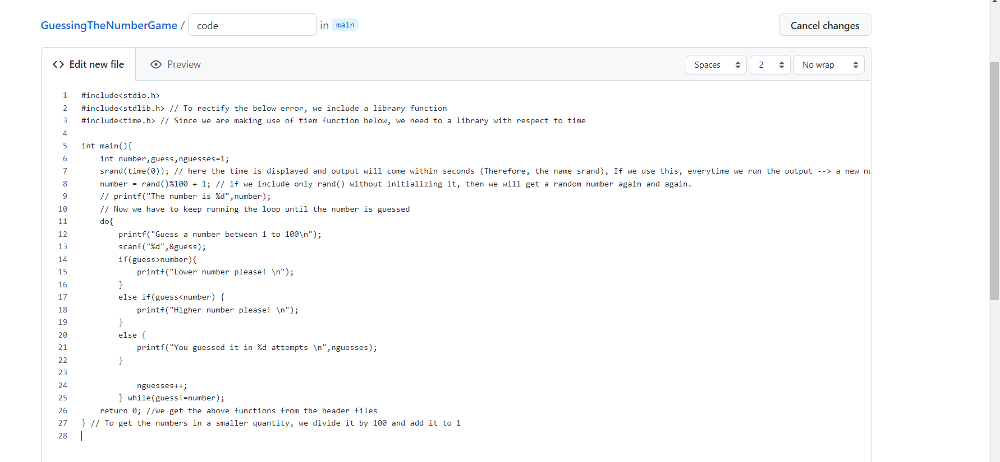 GuessingTheNumberGame / code in main Cancel changes
<> Edit new file Preview Spaces 2 No wrap
1 #include<stdio.h>
2 #include<stdlib.h> // To rectify the below error, we include a library function
3 #include<time.h> // Since we are making use of tiem function below, we need to a library with respect to time
4
5 int main(){
6     int number,guess,nguesses=1;
7     srand(time(0)); // here the time is displayed and output will come within seconds (Therefore, the name srand), If we use this, everytime we run the output --> a new
8     number = rand()%100 + 1; // if we include only rand() without initializing it, then we will get a random number again and again.
9     // printf("The number is %d",number);
10     // Now we have to keep running the loop until the number is guessed
11     do{
12         printf("Guess a number between 1 to 100\n");
13         scanf("%d",&guess);
14         if(guess>number){
15             printf("Lower number please! \n");
16         }
17         else if(guess<number) {
18             printf("Higher number please! \n");
19         }
20         else {
21             printf("You guessed it in %d attempts \n",nguesses);
22         }
23
24             nguesses++;
25         } while(guess!=number);
26     return 0; //we get the above functions from the header files
27 } // To get the numbers in a smaller quantity, we divide it by 100 and add it to 1
28